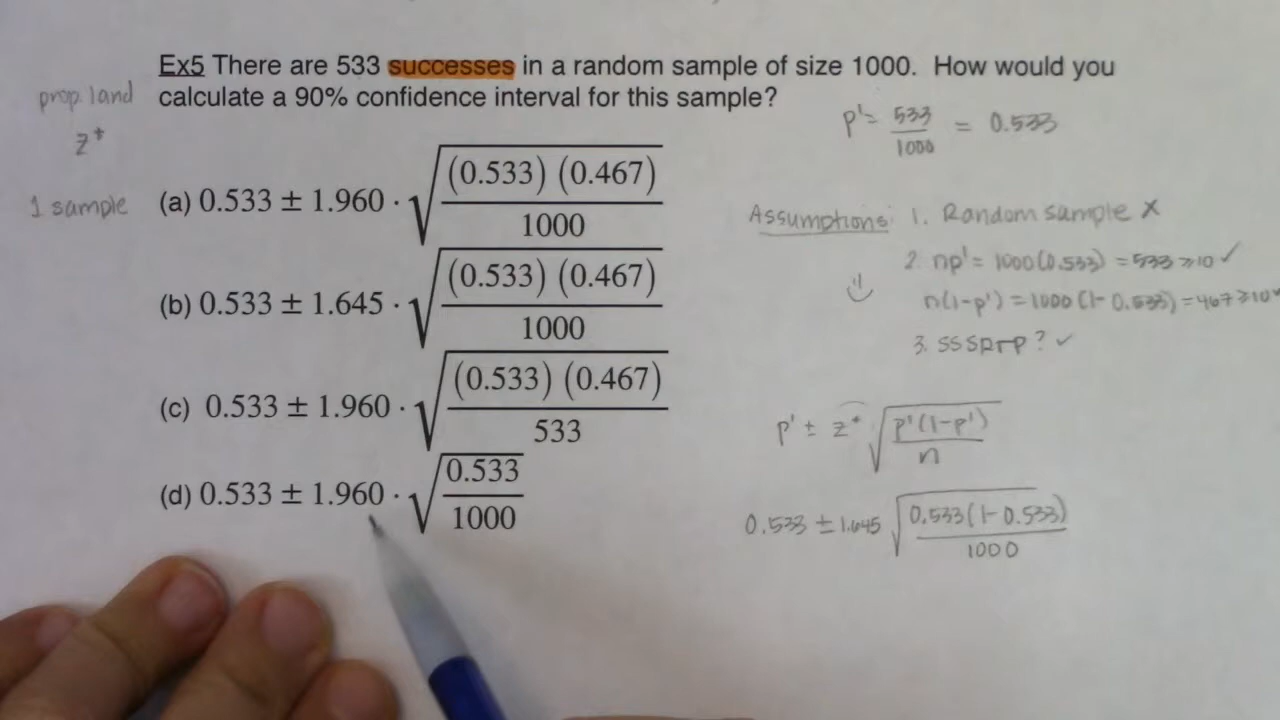 Ex5 There are 533 successes in a random sample of size 1000. How would you
calculate a 90% confidence interval for this sample?
prop. land
z*
1 sample
(a) 0.533 ± 1.960 · √((0.533) (0.467) / 1000)
(b) 0.533 ± 1.645 · √((0.533) (0.467) / 1000)
(c) 0.533 ± 1.960 · √((0.533) (0.467) / 533)
(d) 0.533 ± 1.960 · √(0.533 / 1000)
p' = 533/1000 = 0.533
Assumptions: 1. Random sample X
2. np' = 1000(0.533) = 533 ≥ 10 ✓
n(1-p') = 1000(1-0.533) = 467 ≥ 10 ✓
3. SSSRTP? ✓
p' ± z* √(p'(1-p') / n)
0.533 ± 1.645 √(0.533(1-0.533) / 1000)